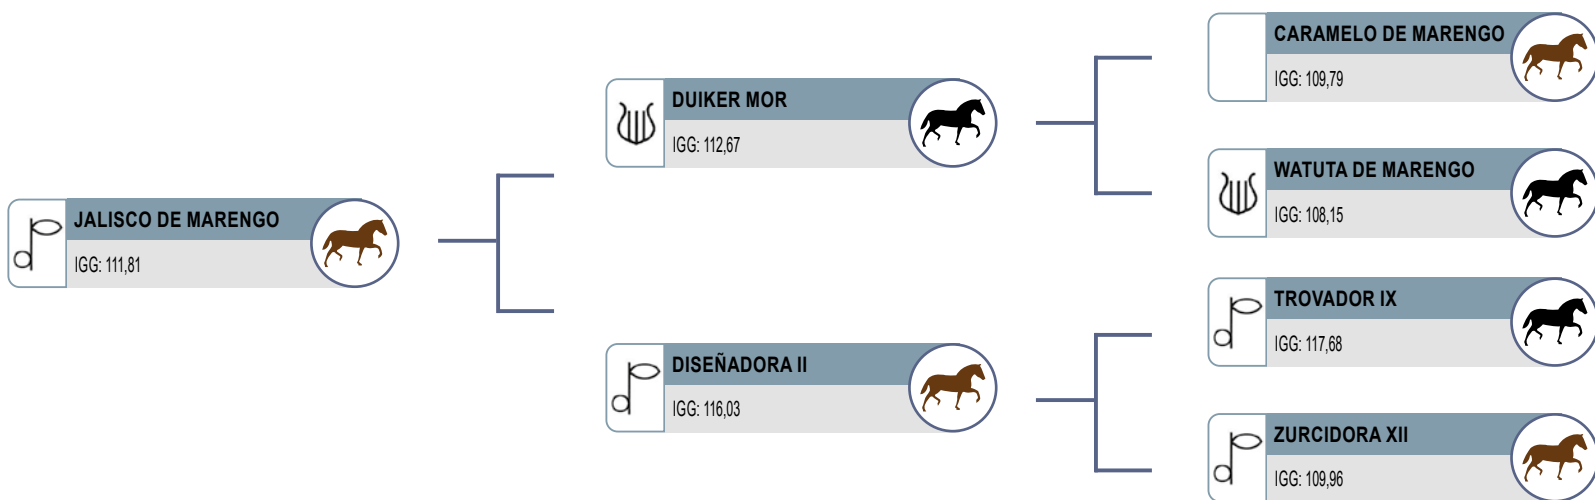 JALISCO DE MARENGO
IGG: 111,81
DUIKER MOR
IGG: 112,67
DISEÑADORA II
IGG: 116,03
CARAMELO DE MARENGO
IGG: 109,79
WATUTA DE MARENGO
IGG: 108,15
TROVADOR IX
IGG: 117,68
ZURCIDORA XII
IGG: 109,96